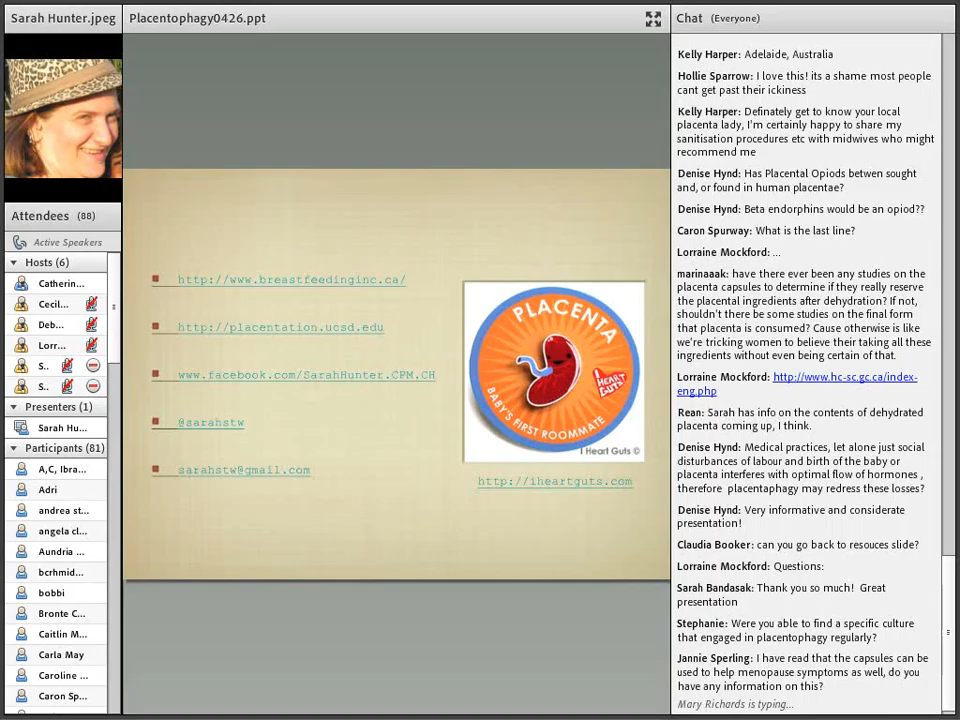 Sarah Hunter.jpeg
Placentophagy0426.ppt
Chat (Everyone)
Attendees (88)
Active Speakers
Hosts (6)
Catherin...
Cecil...
Deb...
Lorr...
S..
S..
Presenters (1)
Sarah Hu...
Participants (81)
A,C, Ibra...
Adri
andrea st...
angela cl...
Aundria ...
bcrhmid...
bobbi
Bronte C...
Caitlin M...
Carla May
Caroline ...
Caron Sp...
http://www.breastfeedinginc.ca/
http://placentation.ucsd.edu
www.facebook.com/SarahHunter.CPM.CH
@sarahstw
sarahstw@gmail.com
PLACENTA
I HEART GUTS
BABY'S FIRST ROOMMATE
I Heart Guts ©
http://iheartguts.com
Kelly Harper: Adelaide, Australia
Hollie Sparrow: I love this! its a shame most people
cant get past their ickiness
Kelly Harper: Definately get to know your local
placenta lady, I'm certainly happy to share my
sanitisation procedures etc with midwives who might
recommend me
Denise Hynd: Has Placental Opiods betwen sought
and, or found in human placentae?
Denise Hynd: Beta endorphins would be an opiod??
Caron Spurway: What is the last line?
Lorraine Mockford: ...
marinaaak: have there ever been any studies on the
placenta capsules to determine if they really reserve
the placental ingredients after dehydration? If not,
shouldn't there be some studies on the final form
that placenta is consumed? Cause otherwise is like
we're tricking women to believe their taking all these
ingredients without even being certain of that.
Lorraine Mockford: http://www.hc-sc.gc.ca/index-
eng.php
Rean: Sarah has info on the contents of dehydrated
placenta coming up, I think.
Denise Hynd: Medical practices, let alone just social
disturbances of labour and birth of the baby or
placenta interferes with optimal flow of hormones ,
therefore placentaphagy may redress these losses?
Denise Hynd: Very informative and considerate
presentation!
Claudia Booker: can you go back to resouces slide?
Lorraine Mockford: Questions:
Sarah Bandasak: Thank you so much! Great
presentation
Stephanie: Were you able to find a specific culture
that engaged in placentophagy regularly?
Jannie Sperling: I have read that the capsules can be
used to help menopause symptoms as well, do you
have any information on this?
Mary Richards is typing...